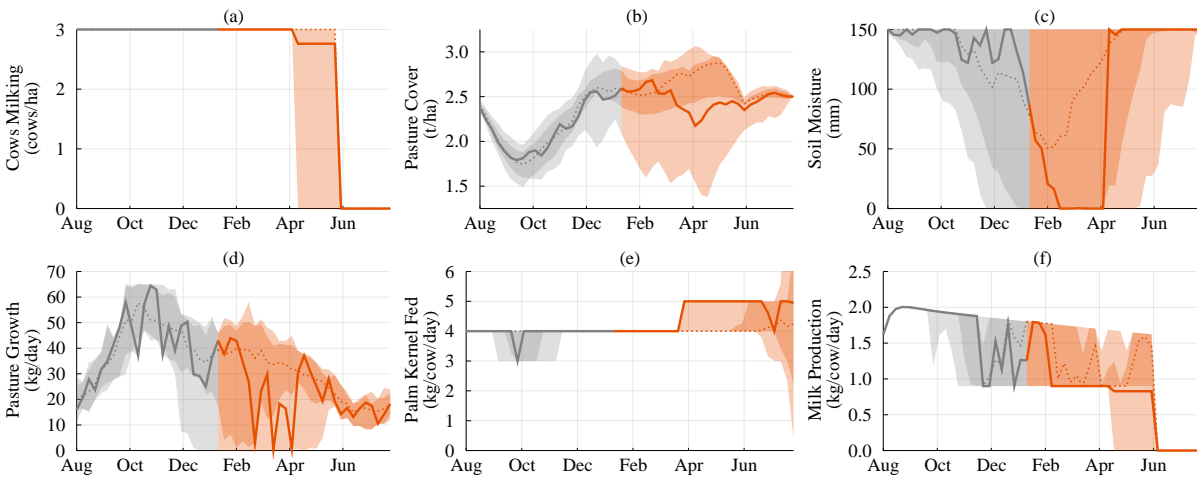 (a)
Cows Milking
(cows/ha)
3
2
1
0
Aug Oct Dec Feb Apr Jun
(b)
Pasture Cover
(t/ha)
3.0
2.5
2.0
1.5
Aug Oct Dec Feb Apr Jun
(c)
Soil Moisture
(mm)
150
100
50
0
Aug Oct Dec Feb Apr Jun
(d)
Pasture Growth
(kg/day)
70
60
50
40
30
20
10
0
Aug Oct Dec Feb Apr Jun
(e)
Palm Kernel Fed
(kg/cow/day)
6
5
4
3
2
1
0
Aug Oct Dec Feb Apr Jun
(f)
Milk Production
(kg/cow/day)
2.5
2.0
1.5
1.0
0.5
0.0
Aug Oct Dec Feb Apr Jun